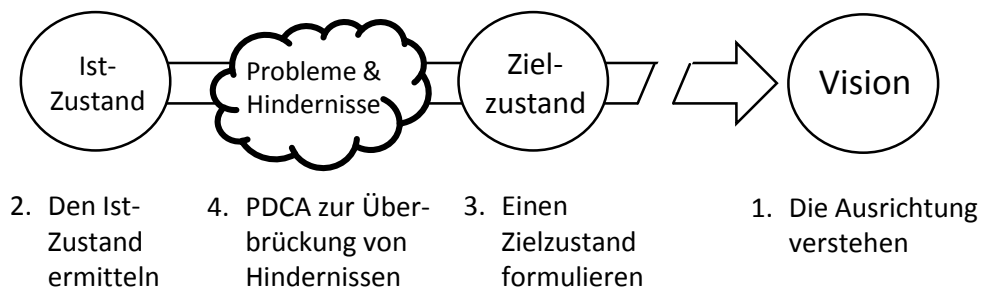 Ist-
Zustand
Probleme &
Hindernisse
Ziel-
zustand
Vision
2. Den Ist-
Zustand
ermitteln
4. PDCA zur Über-
brückung von
Hindernissen
3. Einen
Zielzustand
formulieren
1. Die Ausrichtung
verstehen